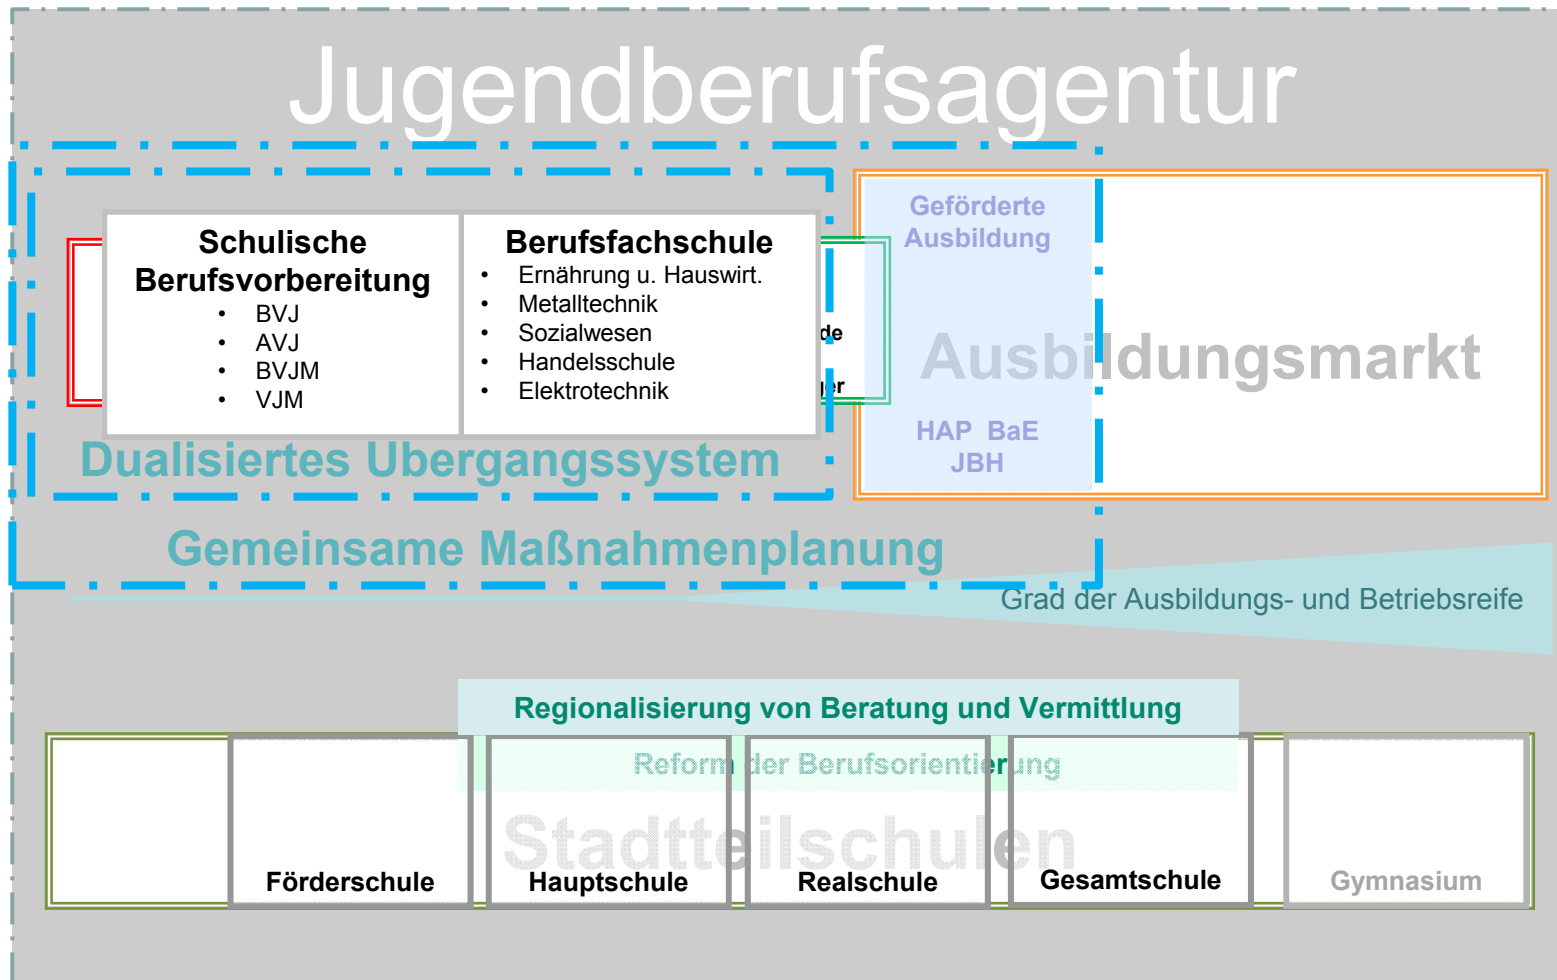 Jugendberufsagentur
Schulische
Berufsvorbereitung
• BVJ
• AVJ
• BVJM
• VJM
Berufsfachschule
• Ernährung u. Hauswirt.
• Metalltechnik
• Sozialwesen
• Handelsschule
• Elektrotechnik
de
Geförderte
Ausbildung
Ausbildungsmarkt
HAP BaE
JBH
Dualisiertes Übergangssystem
Gemeinsame Maßnahmenplanung
Grad der Ausbildungs- und Betriebsreife
Regionalisierung von Beratung und Vermittlung
Reform der Berufsorientierung
Stadtteilschulen
Förderschule
Hauptschule
Realschule
Gesamtschule
Gymnasium